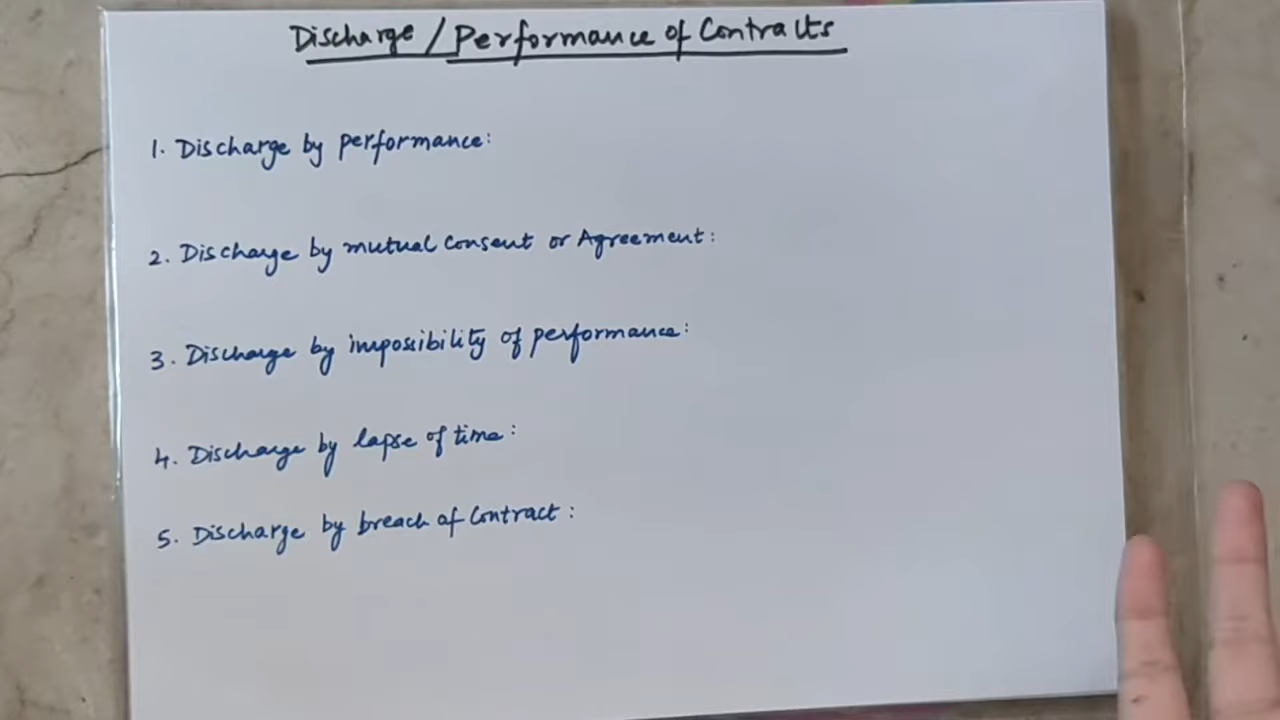 Discharge / Performance of Contracts
1. Discharge by performance:
2. Discharge by mutual Consent or Agreement:
3. Discharge by impossibility of performance:
4. Discharge by lapse of time:
5. Discharge by breach of Contract: